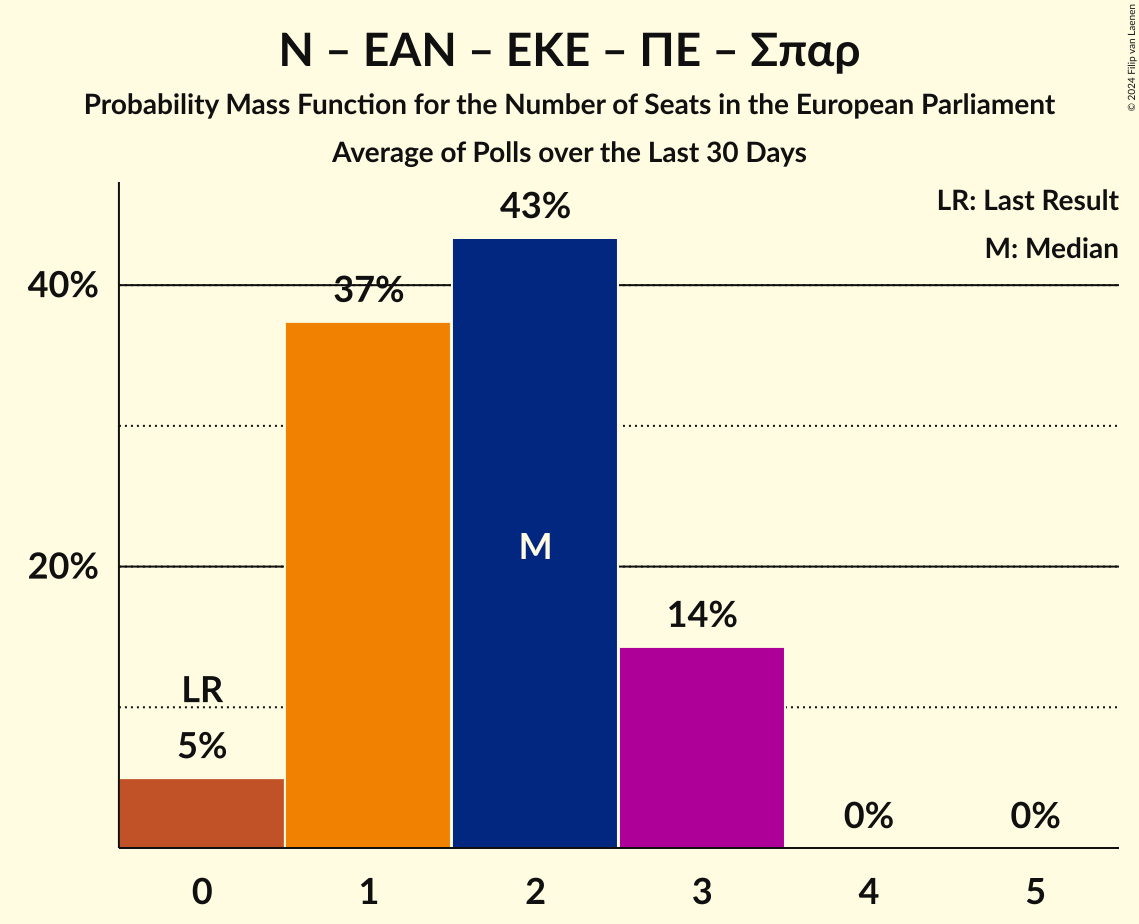 Ν – ΕΑΝ – ΕΚΕ – ΠΕ – Σπαρ
Probability Mass Function for the Number of Seats in the European Parliament
Average of Polls over the Last 30 Days
© 2024 Filip van Laenen
LR: Last Result
M: Median
43%
40%
37%
M
20%
14%
LR
5%
0%
0%
0 1 2 3 4 5